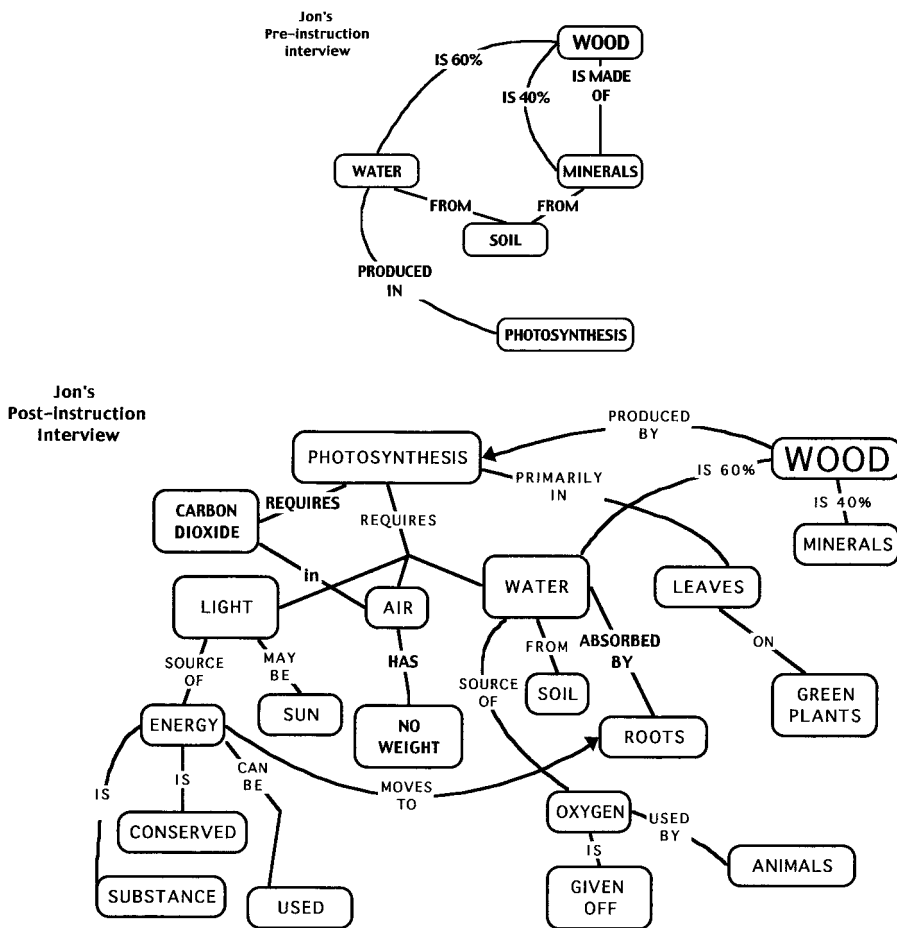 Jon's
Pre-instruction
interview
WOOD
IS 60%
IS MADE
OF
IS 40%
WATER
MINERALS
FROM
FROM
SOIL
PRODUCED
IN
PHOTOSYNTHESIS
Jon's
Post-instruction
Interview
PRODUCED
BY
PHOTOSYNTHESIS
WOOD
PRIMARILY
IN
IS 60%
CARBON
DIOXIDE
REQUIRES
REQUIRES
IS 40%
MINERALS
in
LIGHT
AIR
WATER
LEAVES
SOURCE
OF
MAY
BE
HAS
FROM
ABSORBED
BY
ON
SOURCE
OF
SUN
SOIL
GREEN
PLANTS
ENERGY
NO
WEIGHT
ROOTS
IS
IS
CAN
BE
MOVES
TO
CONSERVED
OXYGEN
USED
BY
IS
ANIMALS
SUBSTANCE
USED
GIVEN
OFF